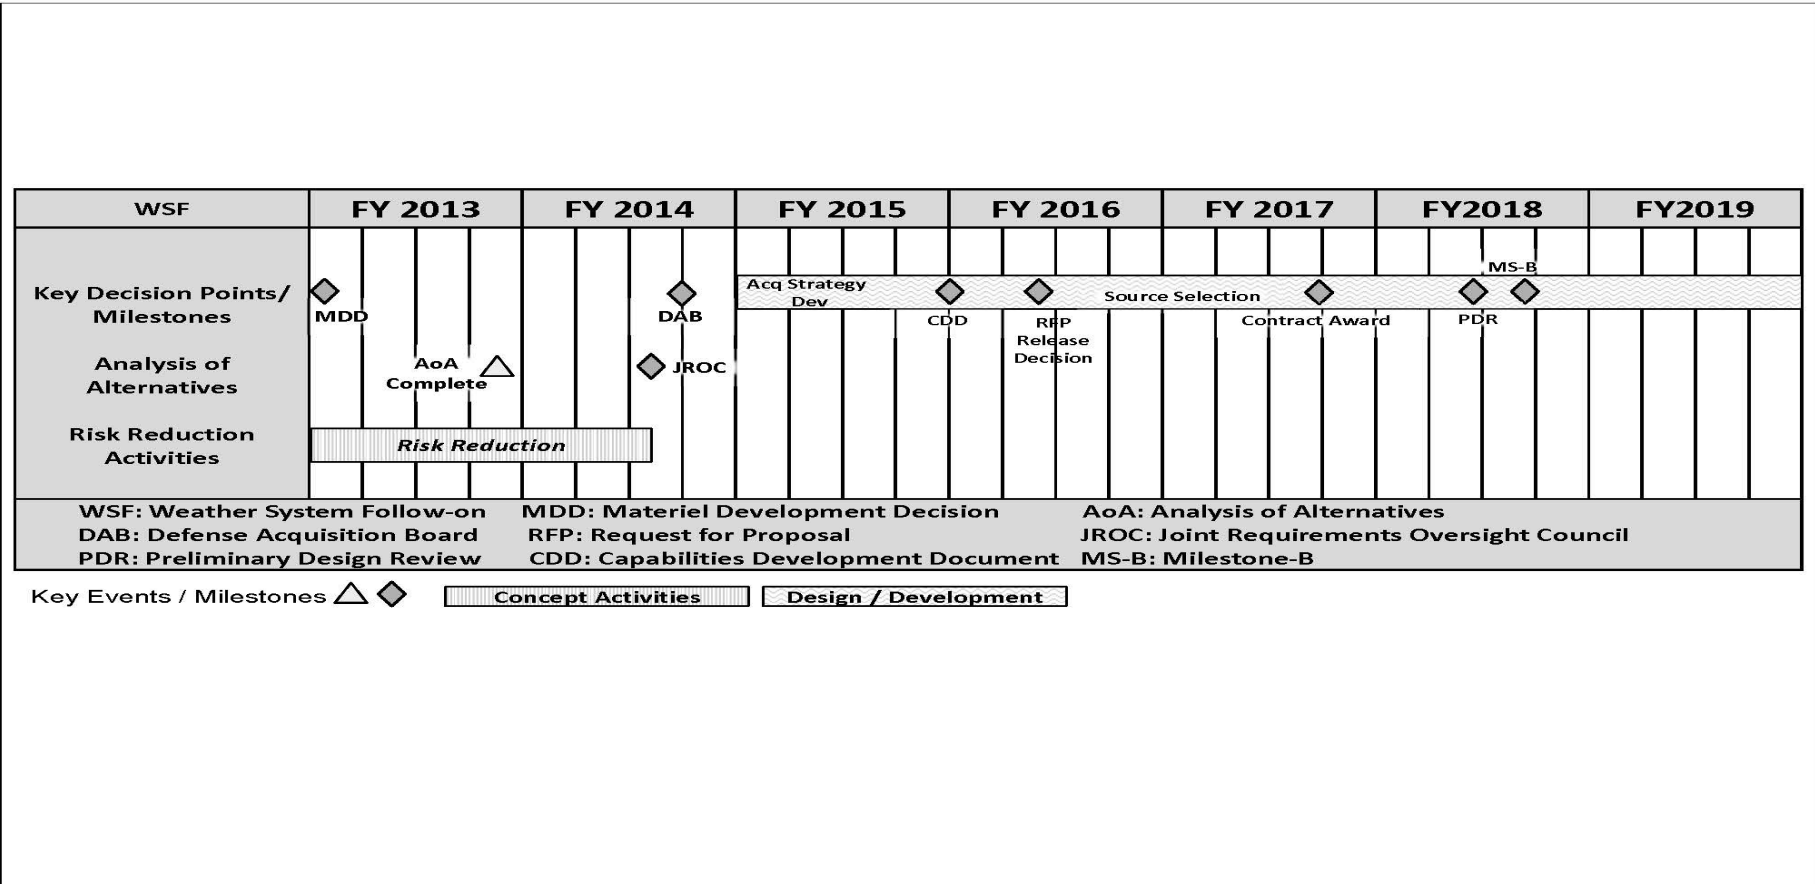 WSF FY 2013 FY 2014 FY 2015 FY 2016 FY 2017 FY2018 FY2019
MS-B
Key Decision Points/
Milestones
Acq Strategy
Dev
Source Selection
MDD
DAB
CDD
RFP
Release
Decision
Contract Award
PDR
Analysis of
Alternatives
AoA
Complete
JROC
Risk Reduction
Activities
Risk Reduction
WSF: Weather System Follow-on MDD: Materiel Development Decision AoA: Analysis of Alternatives
DAB: Defense Acquisition Board RFP: Request for Proposal JROC: Joint Requirements Oversight Council
PDR: Preliminary Design Review CDD: Capabilities Development Document MS-B: Milestone-B
Key Events / Milestones Concept Activities Design / Development